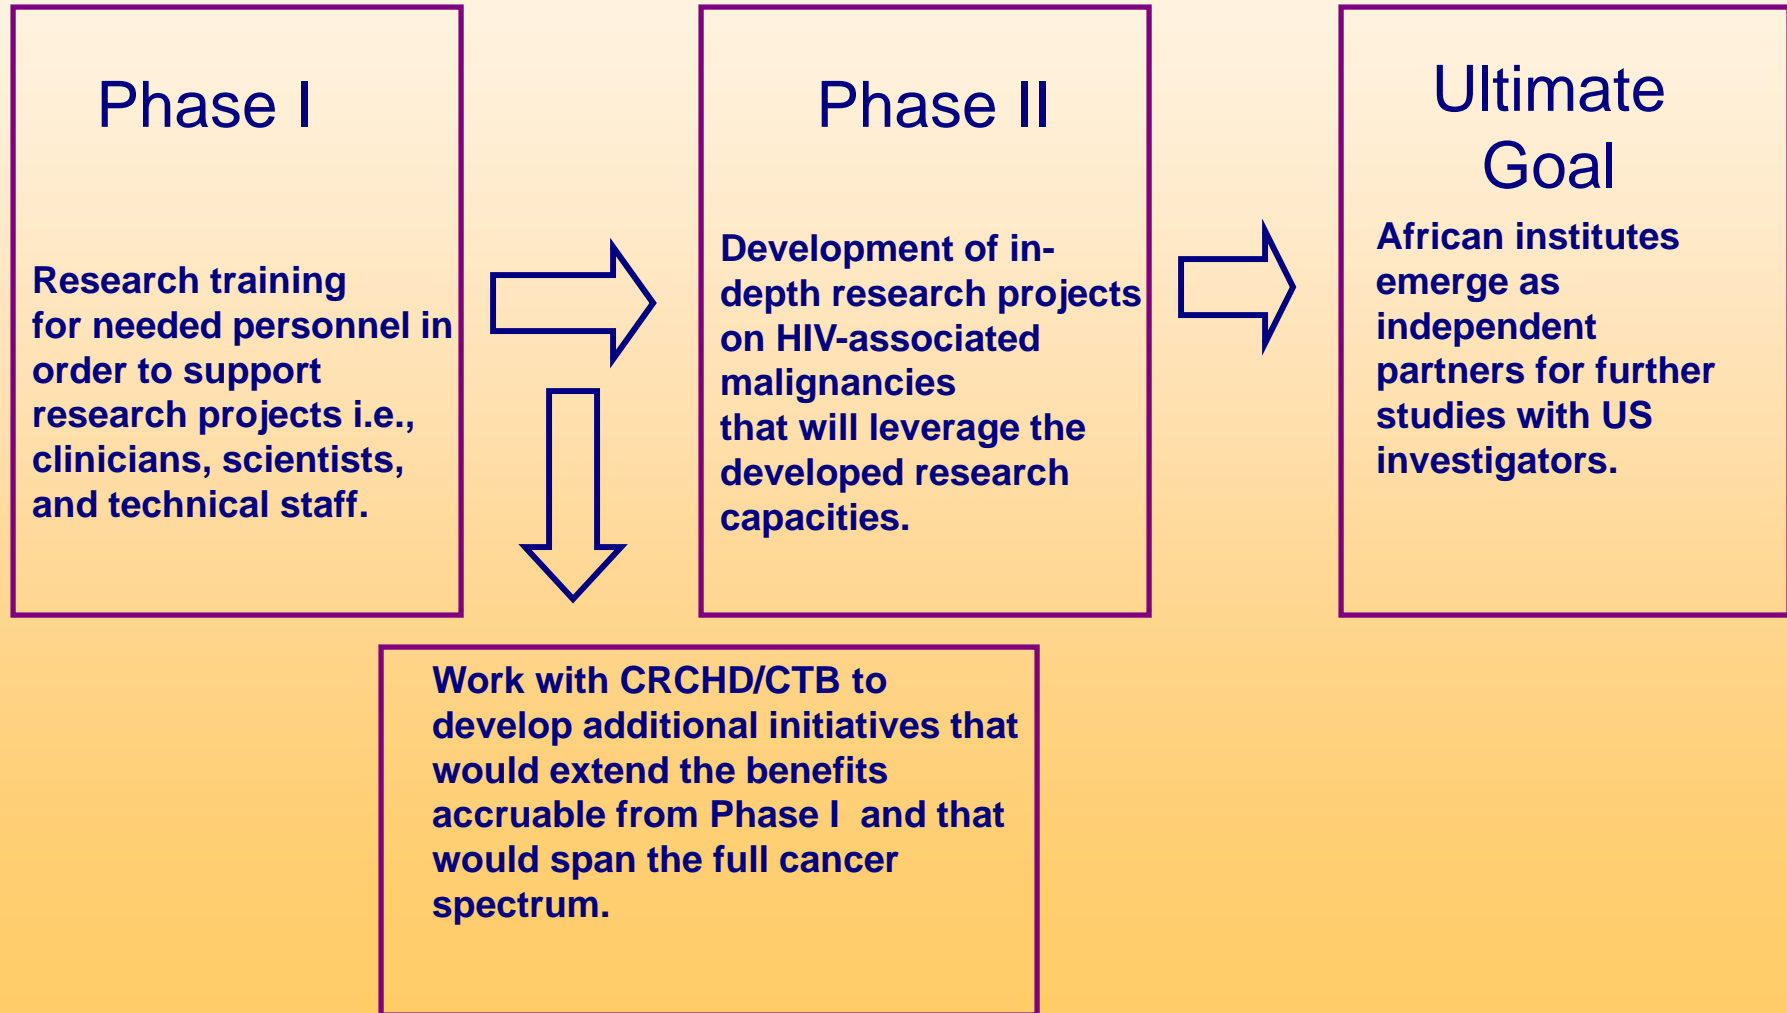 Phase I
Research training
for needed personnel in
order to support
research projects i.e.,
clinicians, scientists,
and technical staff.
Phase II
Development of in-
depth research projects
on HIV-associated
malignancies
that will leverage the
developed research
capacities.
Ultimate
Goal
African institutes
emerge as
independent
partners for further
studies with US
investigators.
Work with CRCHD/CTB to
develop additional initiatives that
would extend the benefits
accruable from Phase I  and that
would span the full cancer
spectrum.